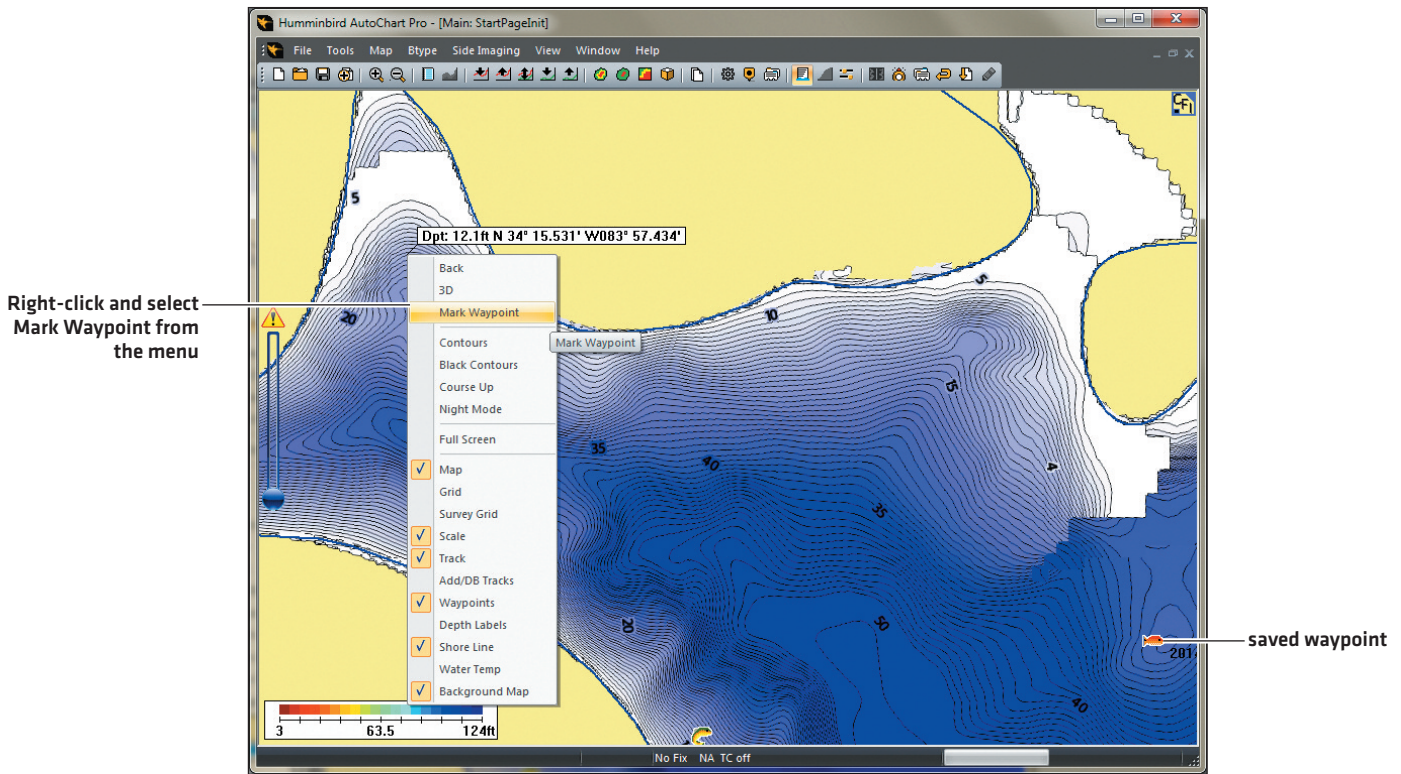 Humminbird AutoChart Pro - [Main: StartPageInit]
File Tools Map Btype Side Imaging View Window Help
CFI
5
Dpt: 12.1ft N 34° 15.531' W083° 57.434'
Back
3D
Mark Waypoint
Mark Waypoint
Contours
Black Contours
Course Up
Night Mode
Full Screen
Map
Grid
Survey Grid
Scale
Track
Add/DB Tracks
Waypoints
Depth Labels
Shore Line
Water Temp
Background Map
Right-click and select
Mark Waypoint from
the menu
20
5
10
15
35
40
4
35
50
20
saved waypoint
201
40
3 63.5 124ft
No Fix NA TC off